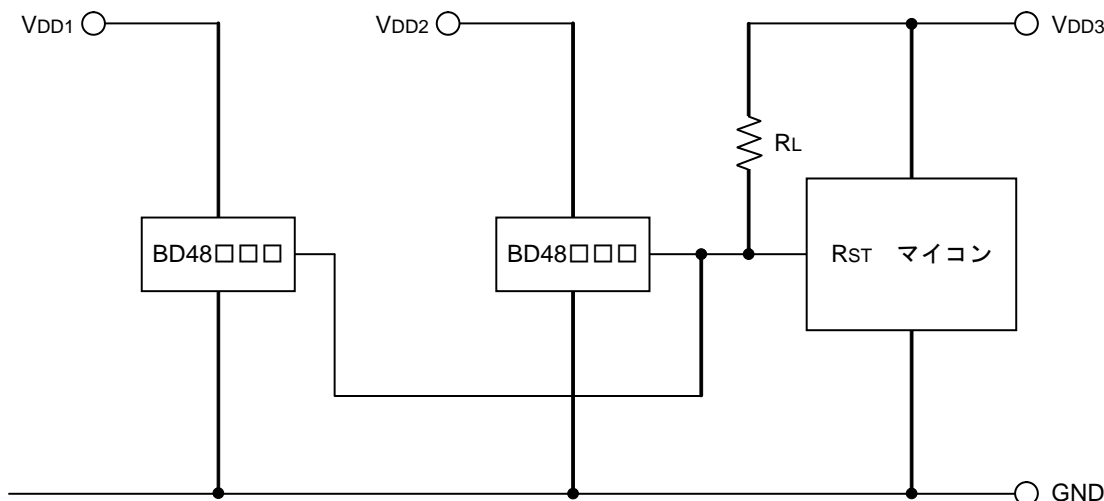 VDD1
VDD2
VDD3
RL
BD48□□□
BD48□□□
RST マイコン
GND